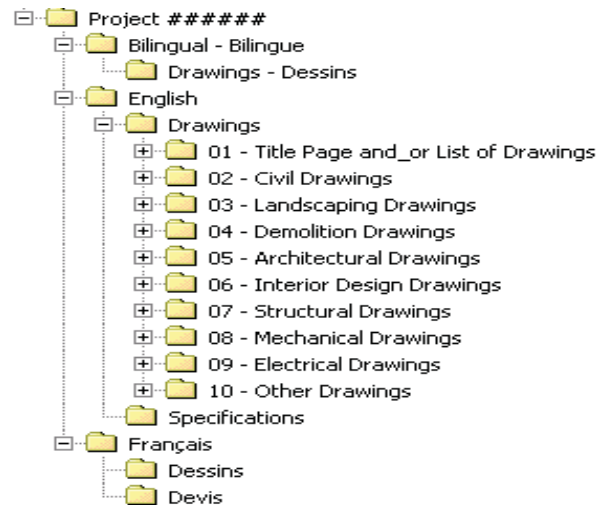 Project ######
Bilingual - Bilingue
Drawings - Dessins
English
Drawings
01 - Title Page and_or List of Drawings
02 - Civil Drawings
03 - Landscaping Drawings
04 - Demolition Drawings
05 - Architectural Drawings
06 - Interior Design Drawings
07 - Structural Drawings
08 - Mechanical Drawings
09 - Electrical Drawings
10 - Other Drawings
Specifications
Français
Dessins
Devis